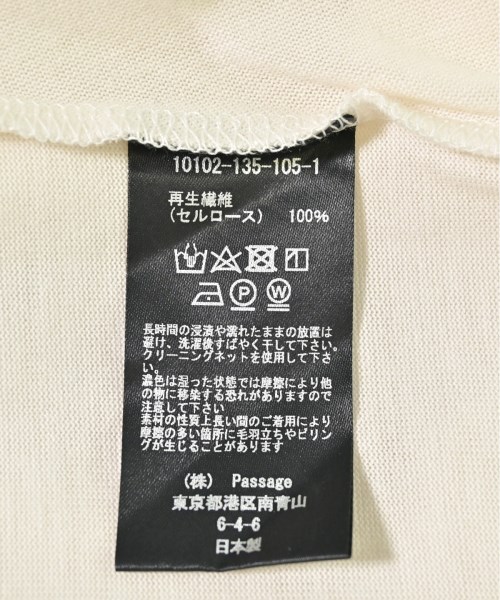 10102-135-105-1
再生繊維
(セルロース) 100%
P W
長時間の浸漬や濡れたままの放置は
避け、洗濯後すばやく干して下さい。
クリーニングネットを使用して下さ
い。
濃色は湿った状態では摩擦により他
の物に移染する恐れがありますので
注意して下さい
素材の性質上長い間のご着用により
摩擦の多い箇所に毛羽立ちやピリン
グが生じることがあります
(株) Passage
東京都港区南青山
6-4-6
日本製